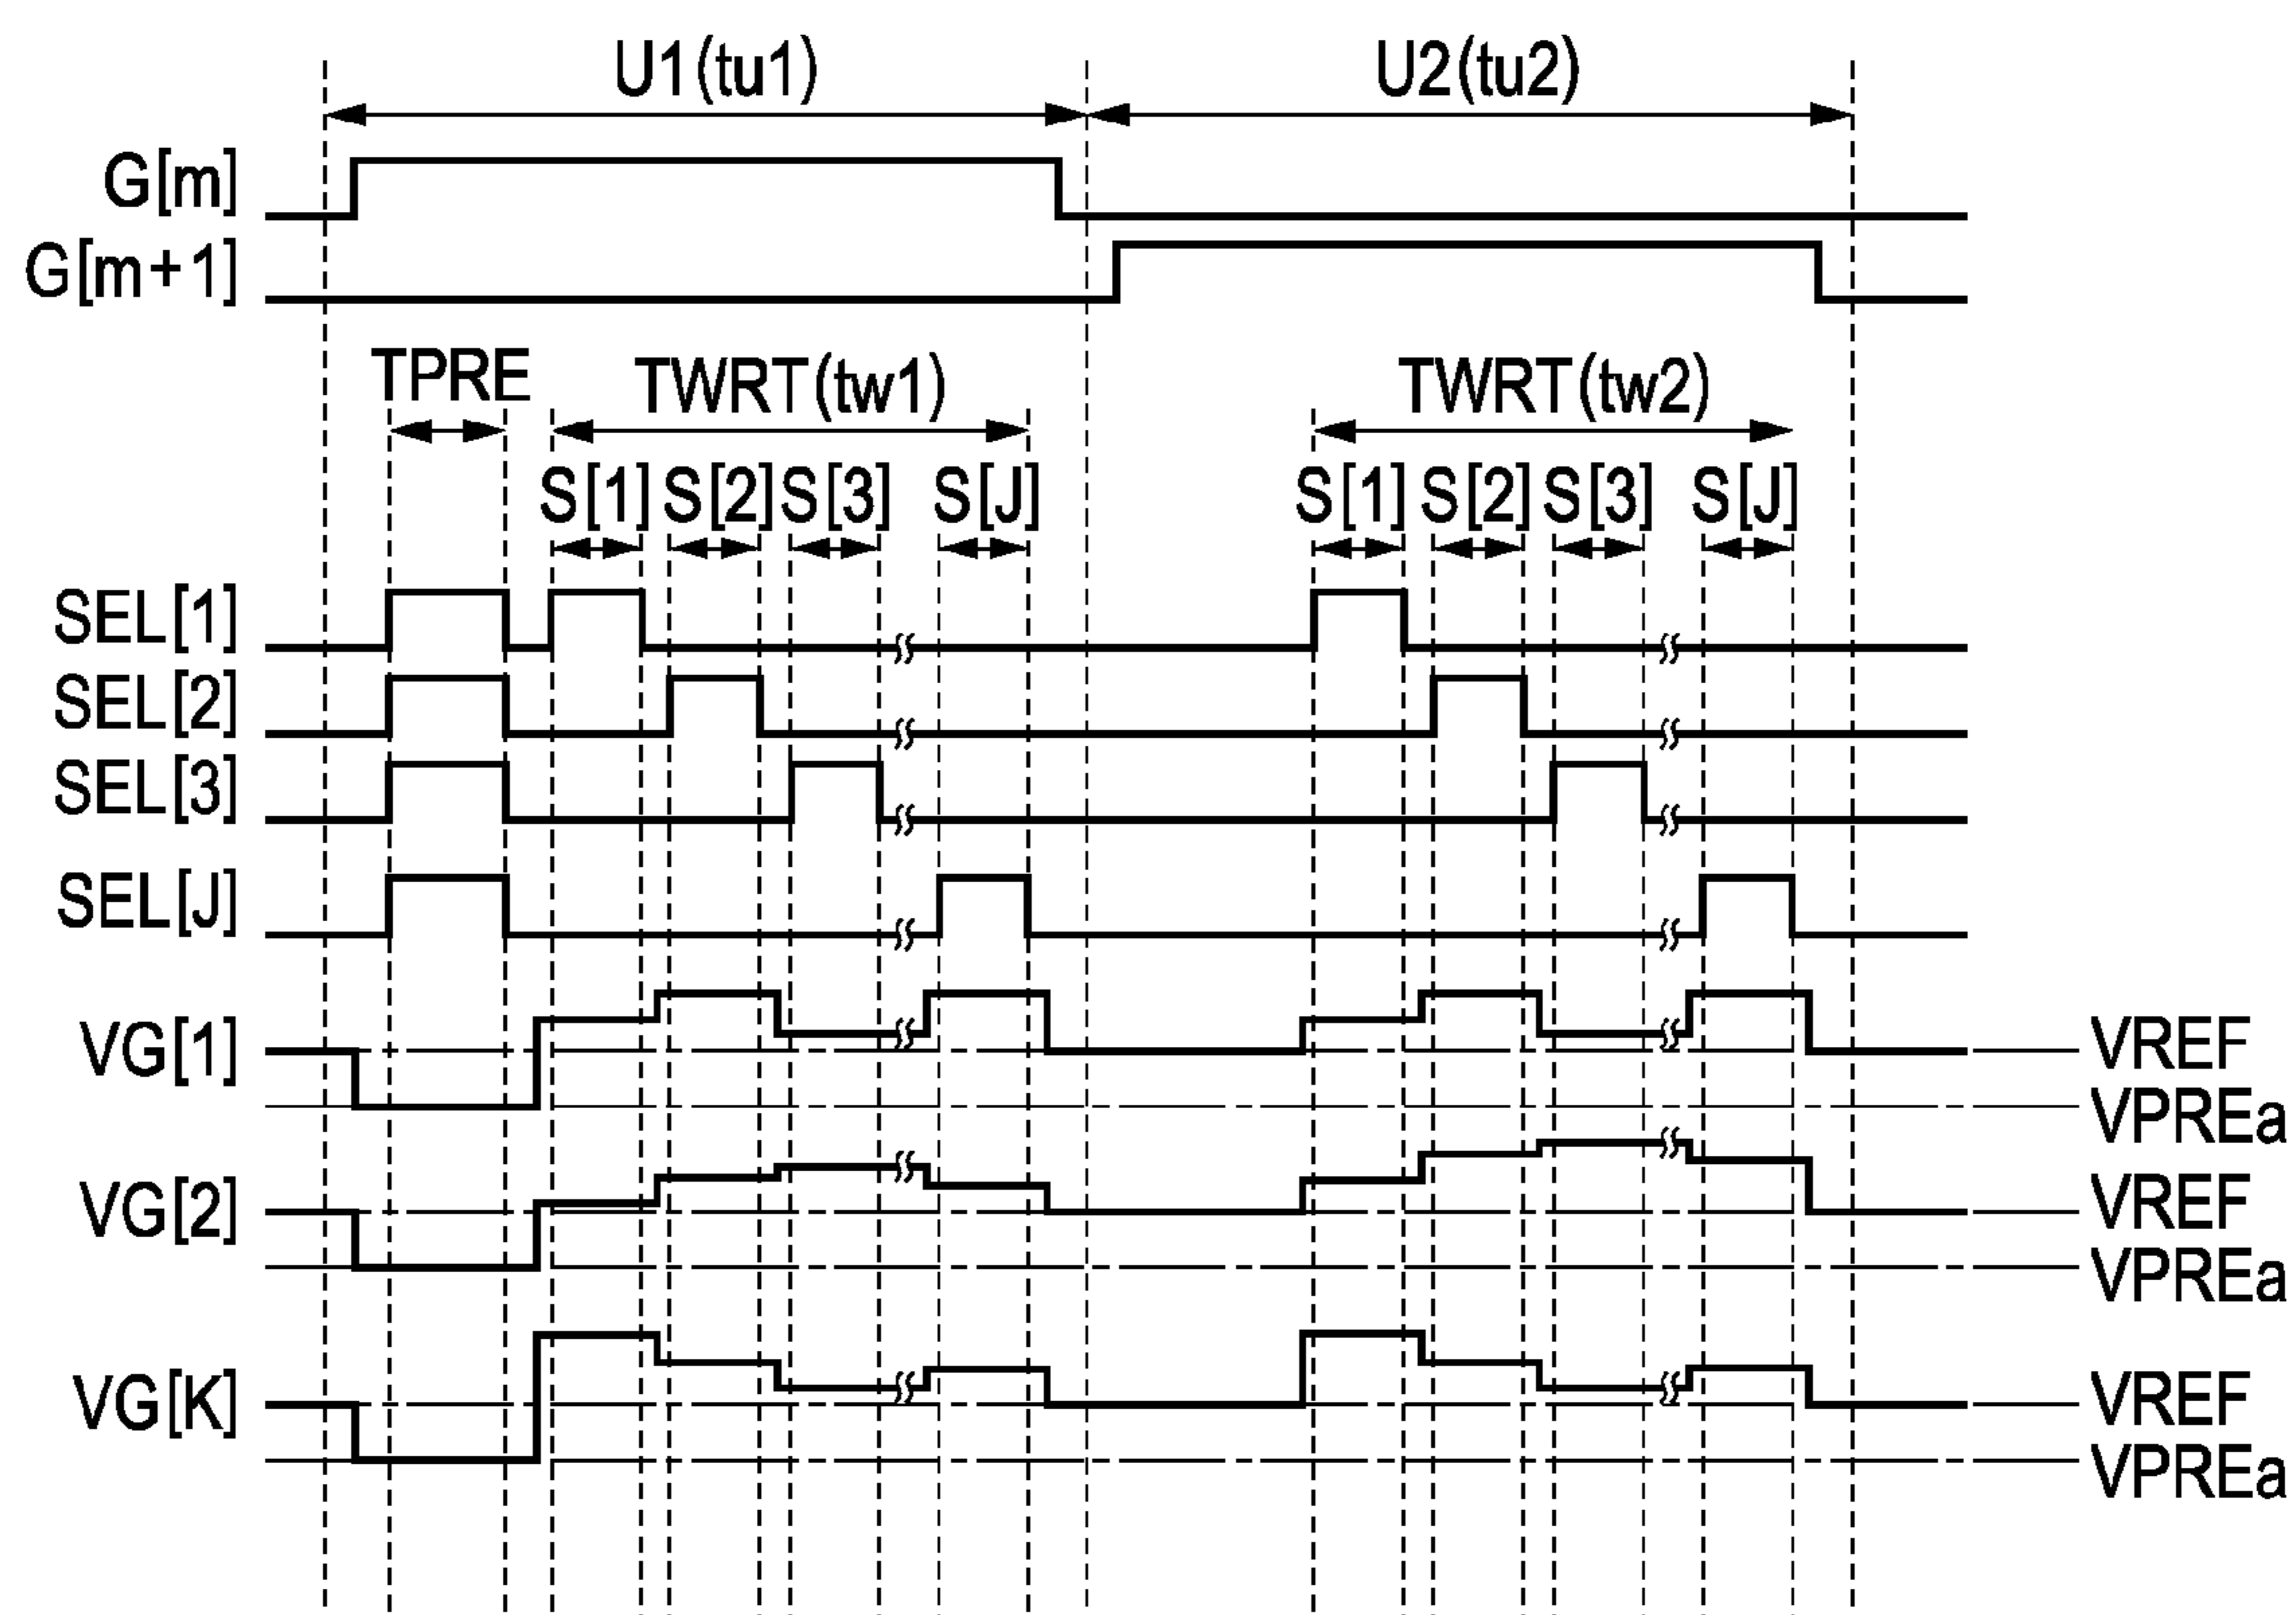 U1(tu1) U2(tu2)
G[m]
G[m+1]
TPRE TWRT(tw1) TWRT(tw2)
S[1] S[2] S[3] S[J] S[1] S[2] S[3] S[J]
SEL[1]
SEL[2]
SEL[3]
SEL[J]
VG[1] VREF
VPREa
VG[2] VREF
VPREa
VG[K] VREF
VPREa